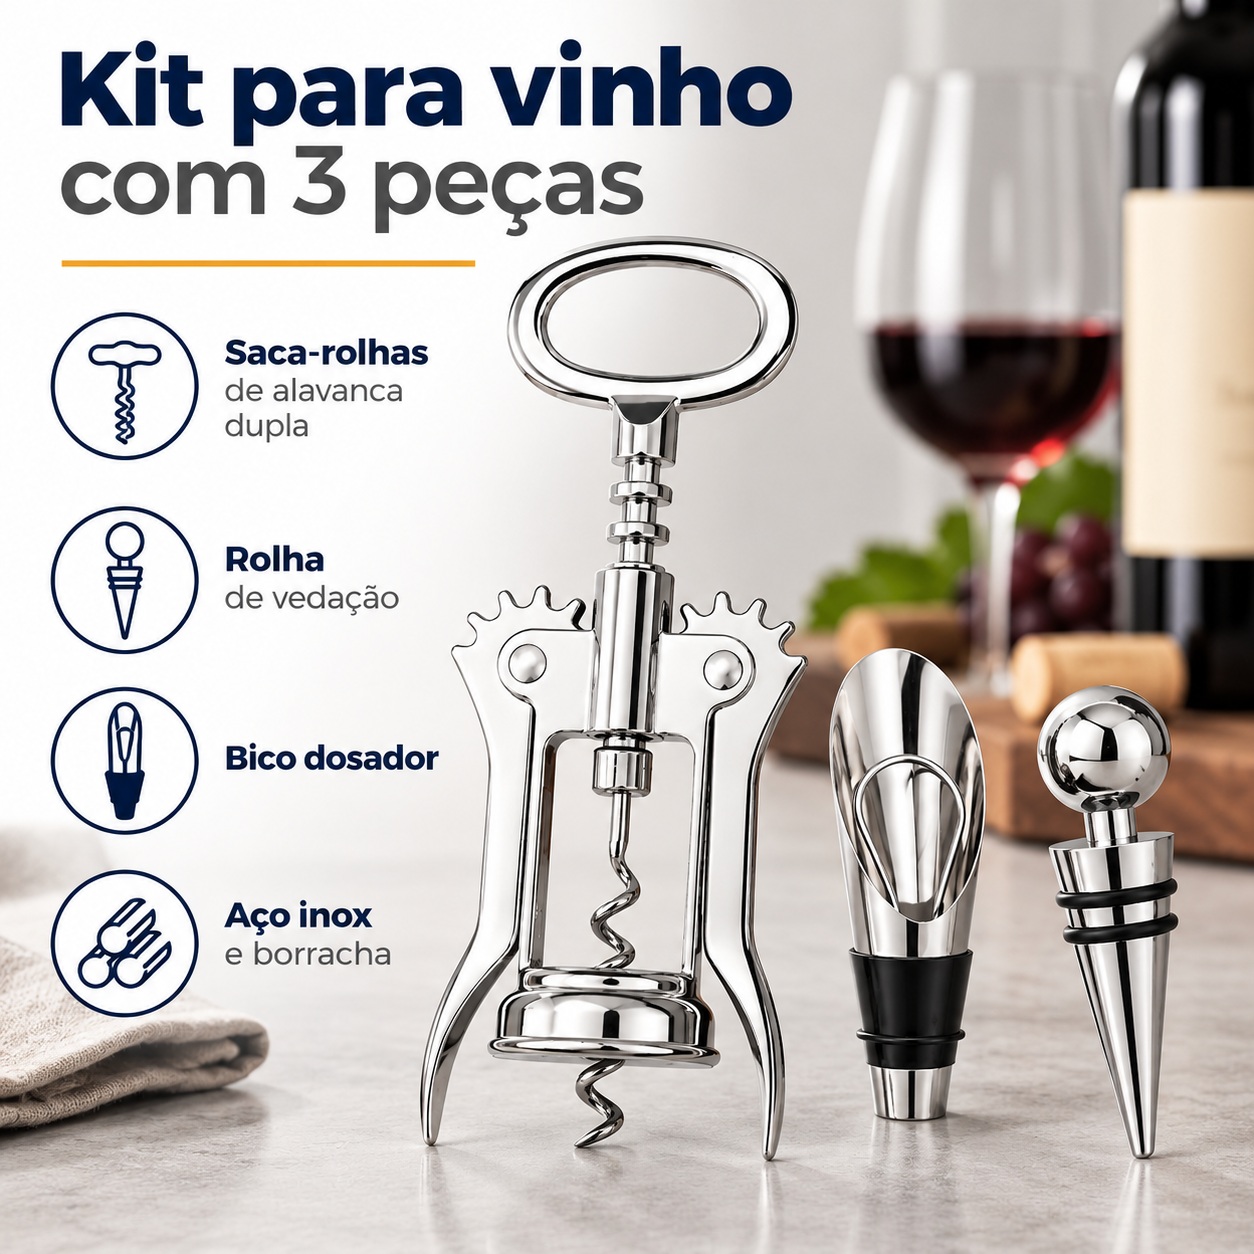 Kit para vinho
com 3 peças
Saca-rolhas
de alavanca
dupla
Rolha
de vedação
Bico dosador
Aço inox
e borracha